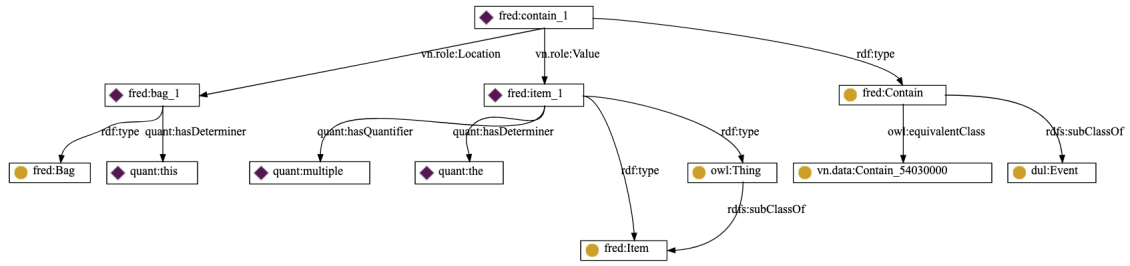 fred:contain_1
vn.role:Location
vn.role:Value
rdf:type
fred:bag_1
fred:item_1
fred:Contain
rdf:type
quant:hasDeterminer
quant:hasQuantifier
quant:hasDeterminer
rdf:type
owl:equivalentClass
rdfs:subClassOf
fred:Bag
quant:this
quant:multiple
quant:the
rdf:type
owl:Thing
vn.data:Contain_54030000
dul:Event
rdfs:subClassOf
fred:Item